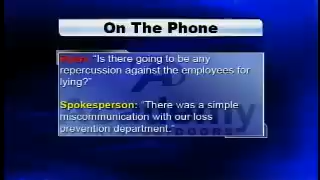 On The Phone
"Is there going to be any
repercussion against the employees for
lying?"
Spokesperson: "There was a simple
miscommunication with our loss
prevention department."
DOORS